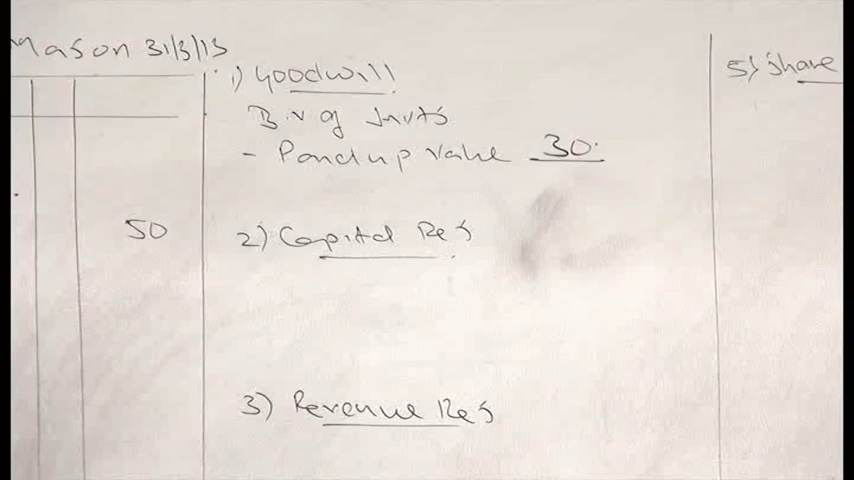 Mason 31/3/13
50
1) Goodwill
B.v of Invts
- Paid up value 30
2) Capital Res
3) Revenue Res
5) Share